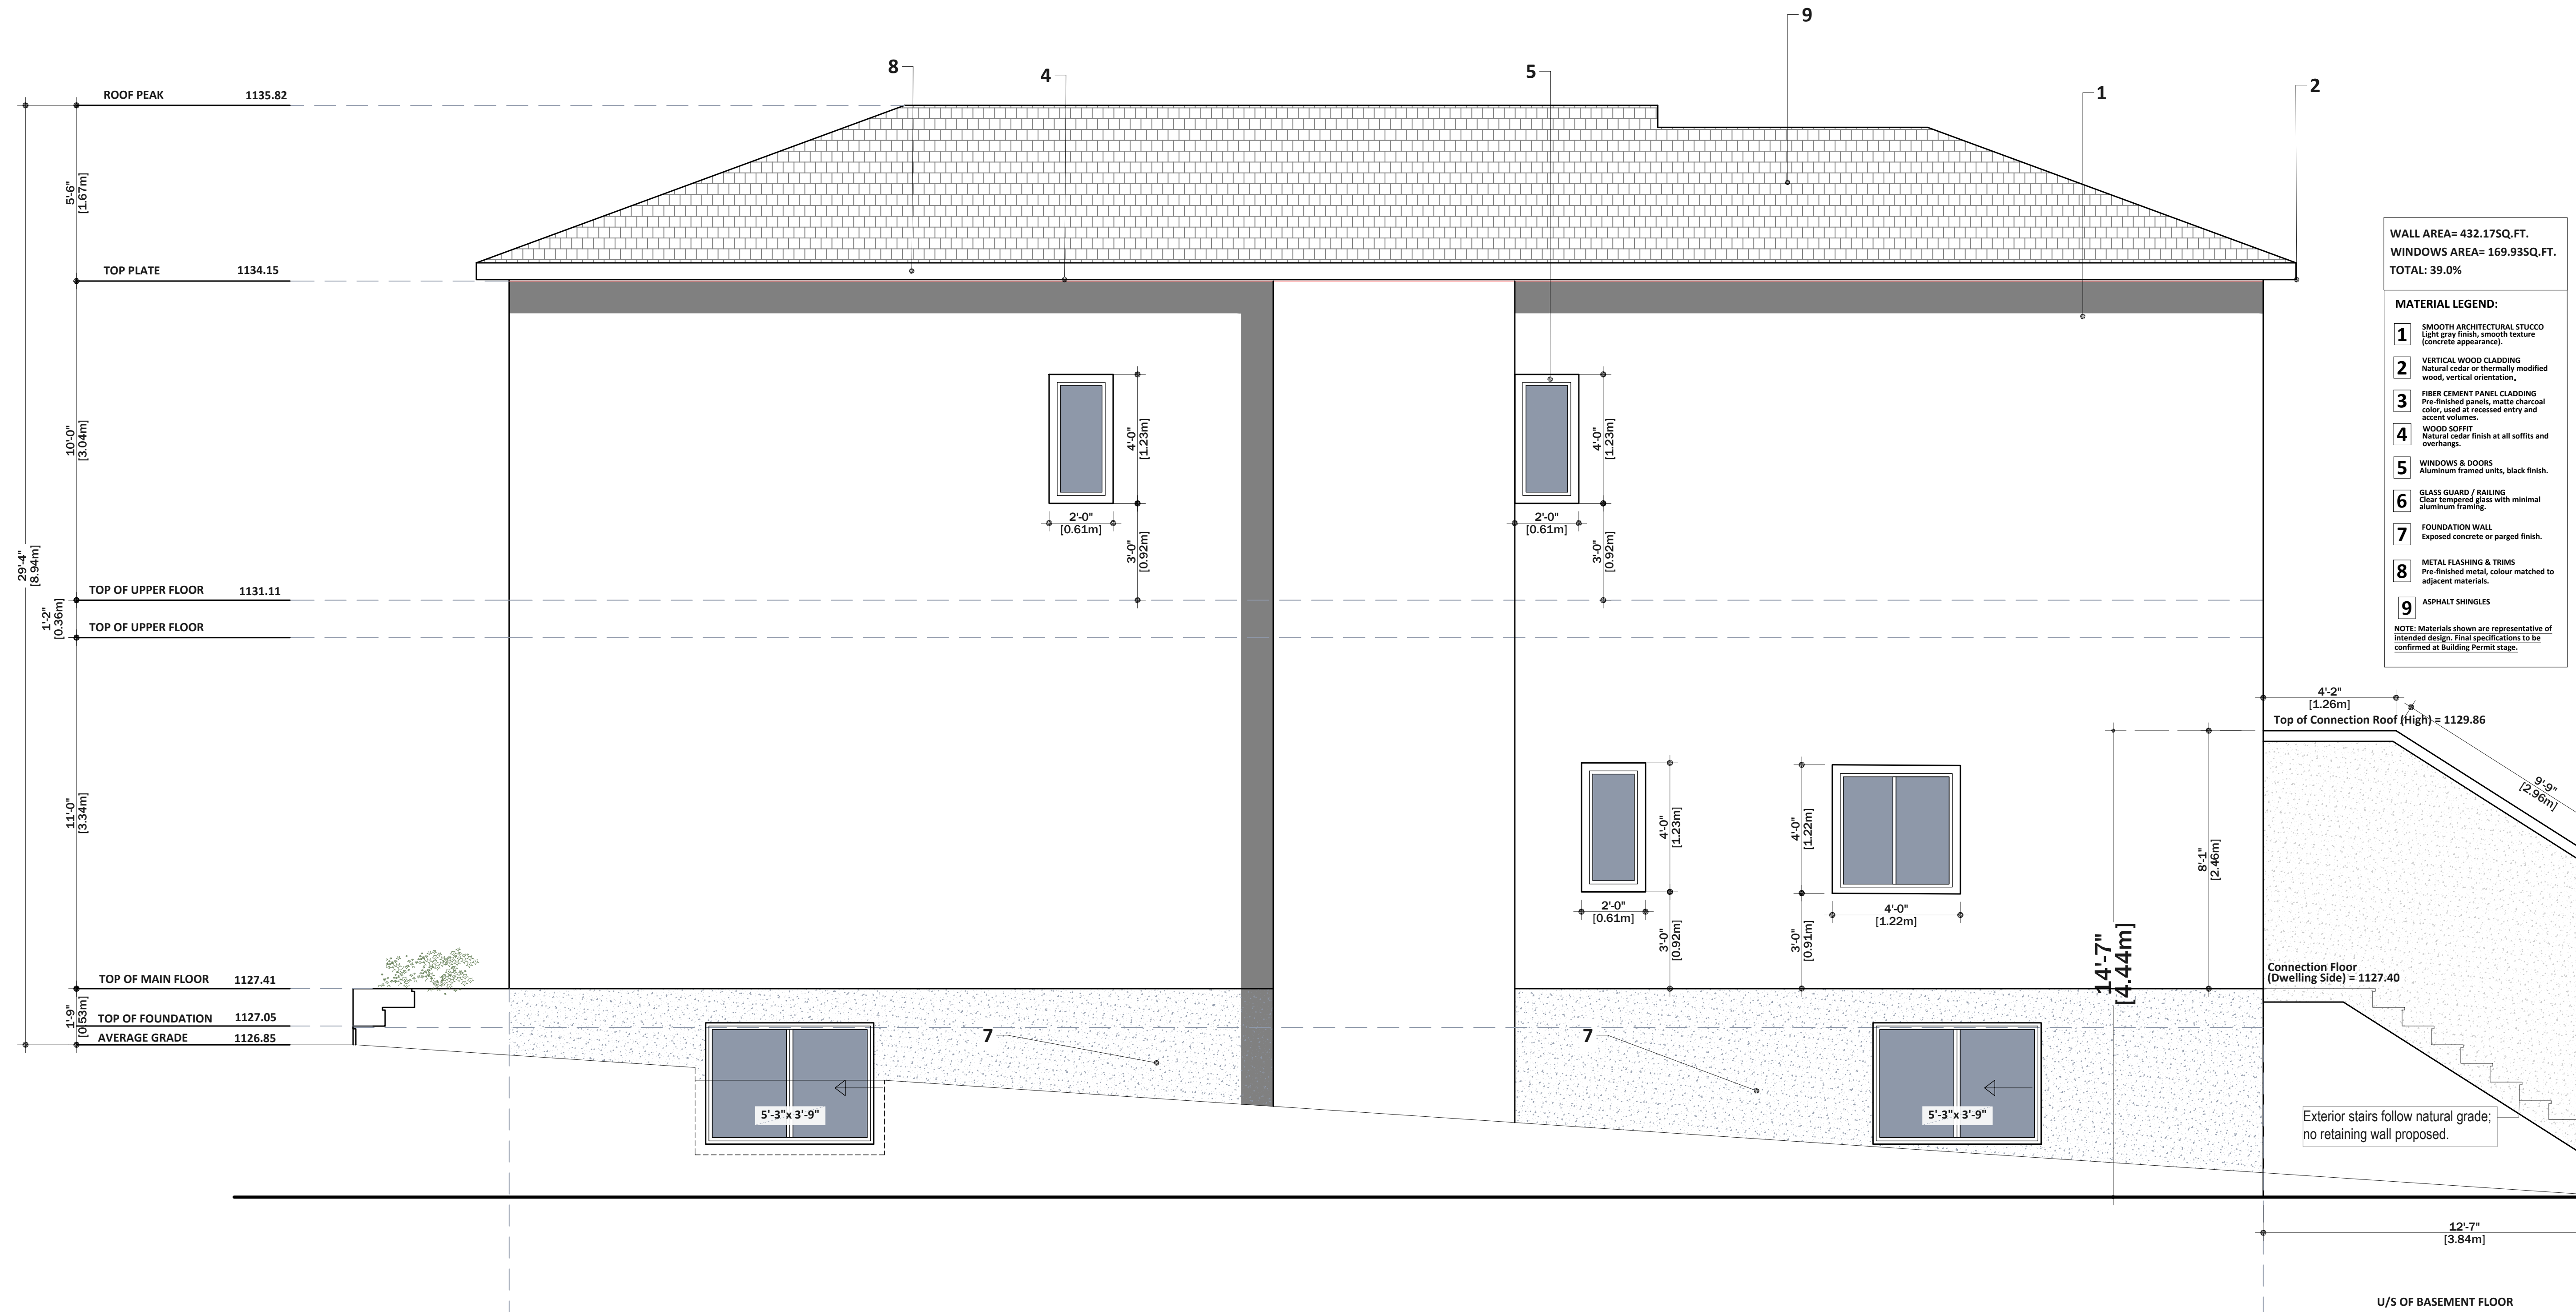 9
8
4
5
1
2
ROOF PEAK 1135.82
5'-6"
[1.67m]
TOP PLATE 1134.15
10'-0"
[3.04m]
29'-4"
[8.94m]
TOP OF UPPER FLOOR 1131.11
1'-2"
[0.36m]
TOP OF UPPER FLOOR
11'-0"
[3.34m]
TOP OF MAIN FLOOR 1127.41
1'-9"
[0.53m]
TOP OF FOUNDATION 1127.05
AVERAGE GRADE 1126.85
4'-0"
[1.23m]
2'-0"
[0.61m]
3'-0"
[0.92m]
4'-0"
[1.23m]
2'-0"
[0.61m]
3'-0"
[0.92m]
4'-0"
[1.23m]
2'-0"
[0.61m]
3'-0"
[0.92m]
4'-0"
[1.22m]
4'-0"
[1.22m]
3'-0"
[0.91m]
14'-7"
[4.44m]
8'-1"
[2.46m]
7
7
5'-3"x 3'-9"
5'-3"x 3'-9"
WALL AREA= 432.17SQ.FT.
WINDOWS AREA= 169.93SQ.FT.
TOTAL: 39.0%
MATERIAL LEGEND:
1 SMOOTH ARCHITECTURAL STUCCO
Light gray finish, smooth texture
(concrete appearance).
2 VERTICAL WOOD CLADDING
Natural cedar or thermally modified
wood, vertical orientation.
3 FIBER CEMENT PANEL CLADDING
Pre-finished panels, matte charcoal
color, used at recessed entry and
accent volumes.
4 WOOD SOFFIT
Natural cedar finish at all soffits and
overhangs.
5 WINDOWS & DOORS
Aluminum framed units, black finish.
6 GLASS GUARD / RAILING
Clear tempered glass with minimal
aluminum framing.
7 FOUNDATION WALL
Exposed concrete or parged finish.
8 METAL FLASHING & TRIMS
Pre-finished metal, colour matched to
adjacent materials.
9 ASPHALT SHINGLES
NOTE: Materials shown are representative of
intended design. Final specifications to be
confirmed at Building Permit stage.
4'-2"
[1.26m]
Top of Connection Roof (High) = 1129.86
9'-9"
[2.96m]
Connection Floor
(Dwelling Side) = 1127.40
Exterior stairs follow natural grade;
no retaining wall proposed.
12'-7"
[3.84m]
U/S OF BASEMENT FLOOR